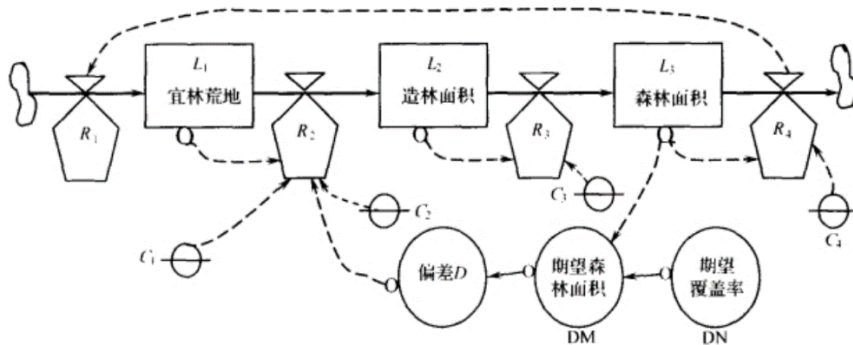 L₁
宜林荒地
L₂
造林面积
L₃
森林面积
R₁
R₂
R₃
R₄
C₁
C₂
C₃
C₄
偏差D
期望森
林面积
期望
覆盖率
DM
DN